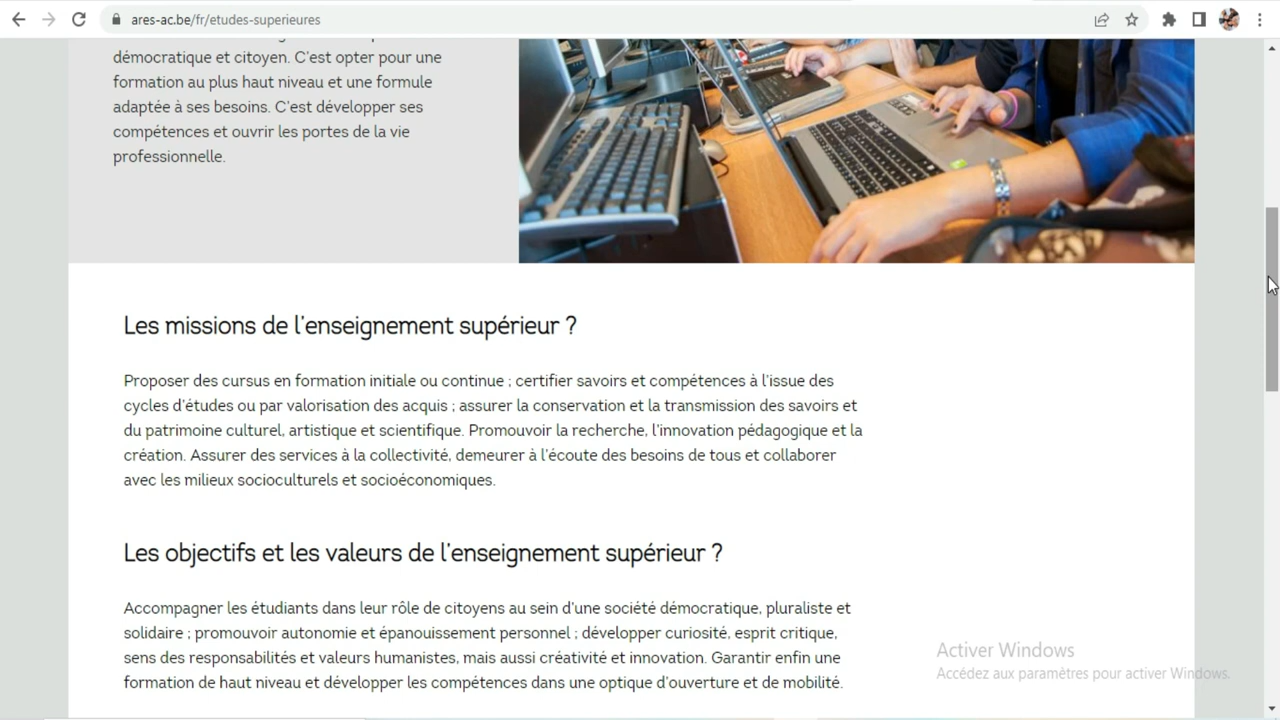 ares-ac.be/fr/etudes-superieures
démocratique et citoyen. C'est opter pour une
formation au plus haut niveau et une formule
adaptée à ses besoins. C'est développer ses
compétences et ouvrir les portes de la vie
professionnelle.
Les missions de l'enseignement supérieur ?
Proposer des cursus en formation initiale ou continue ; certifier savoirs et compétences à l'issue des
cycles d'études ou par valorisation des acquis ; assurer la conservation et la transmission des savoirs et
du patrimoine culturel, artistique et scientifique. Promouvoir la recherche, l'innovation pédagogique et la
création. Assurer des services à la collectivité, demeurer à l'écoute des besoins de tous et collaborer
avec les milieux socioculturels et socioéconomiques.
Les objectifs et les valeurs de l'enseignement supérieur ?
Accompagner les étudiants dans leur rôle de citoyens au sein d'une société démocratique, pluraliste et
solidaire ; promouvoir autonomie et épanouissement personnel ; développer curiosité, esprit critique,
sens des responsabilités et valeurs humanistes, mais aussi créativité et innovation. Garantir enfin une
formation de haut niveau et développer les compétences dans une optique d'ouverture et de mobilité.
Activer Windows
Accédez aux paramètres pour activer Windows.